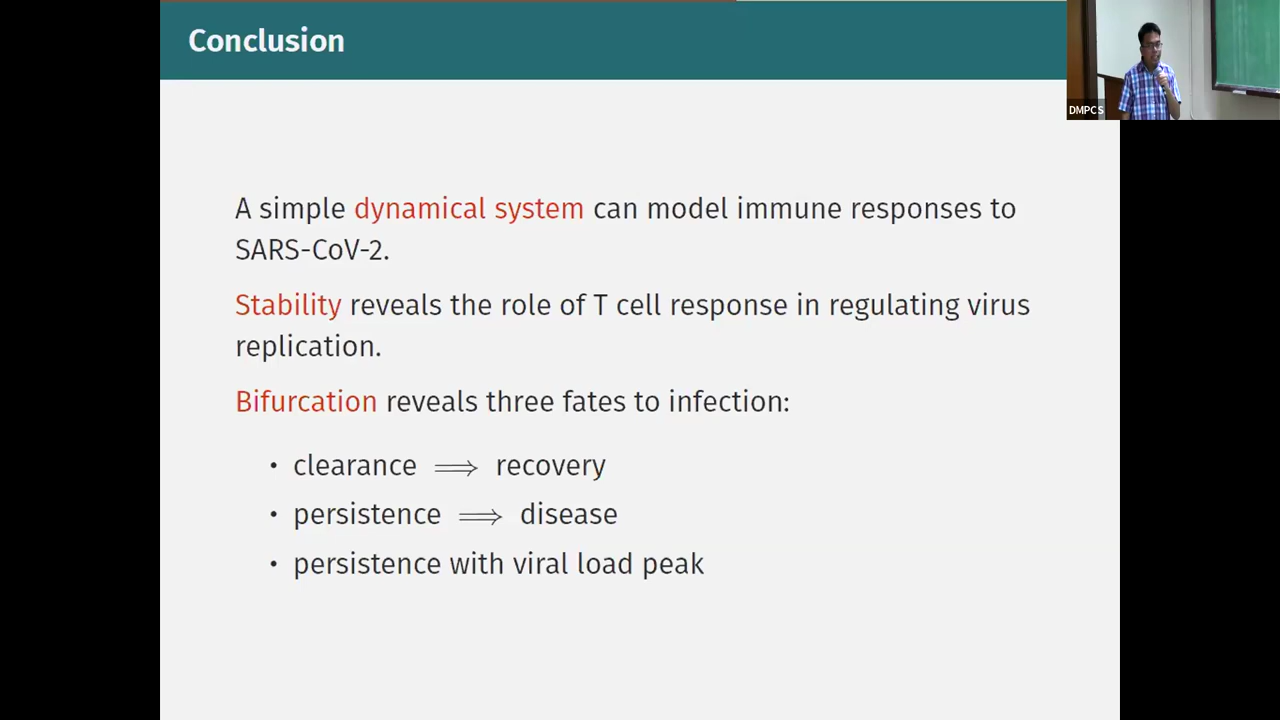 Conclusion
DMPCS
A simple dynamical system can model immune responses to
SARS-CoV-2.
Stability reveals the role of T cell response in regulating virus
replication.
Bifurcation reveals three fates to infection:
• clearance ⟹ recovery
• persistence ⟹ disease
• persistence with viral load peak